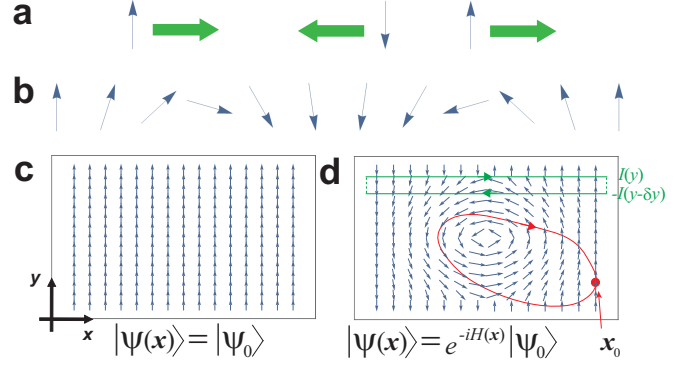 a
b
c
d
I(y)
-I(y-δy)
y
x
|Ψ(x)⟩=|Ψ₀⟩
|Ψ(x)⟩=e^{-iH(x)}|Ψ₀⟩
x₀